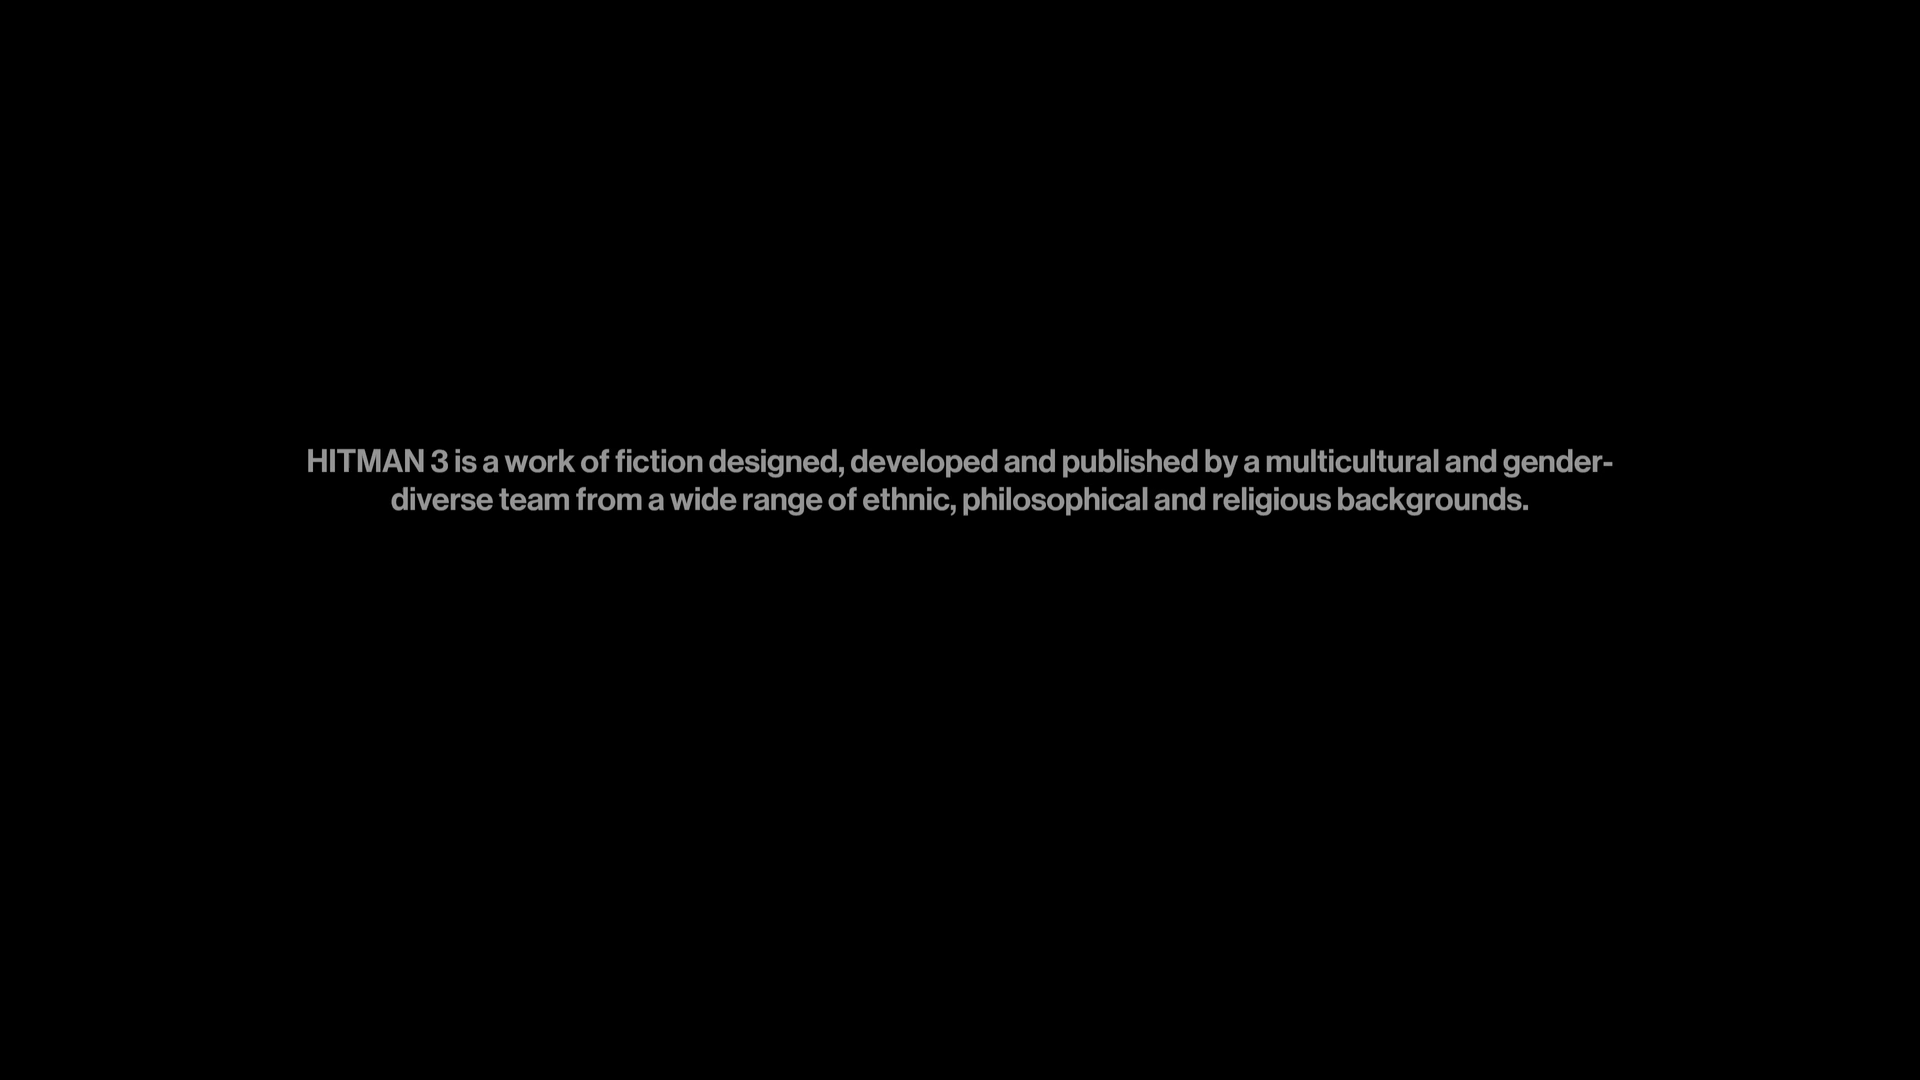 HITMAN 3 is a work of fiction designed, developed and published by a multicultural and gender-
diverse team from a wide range of ethnic, philosophical and religious backgrounds.